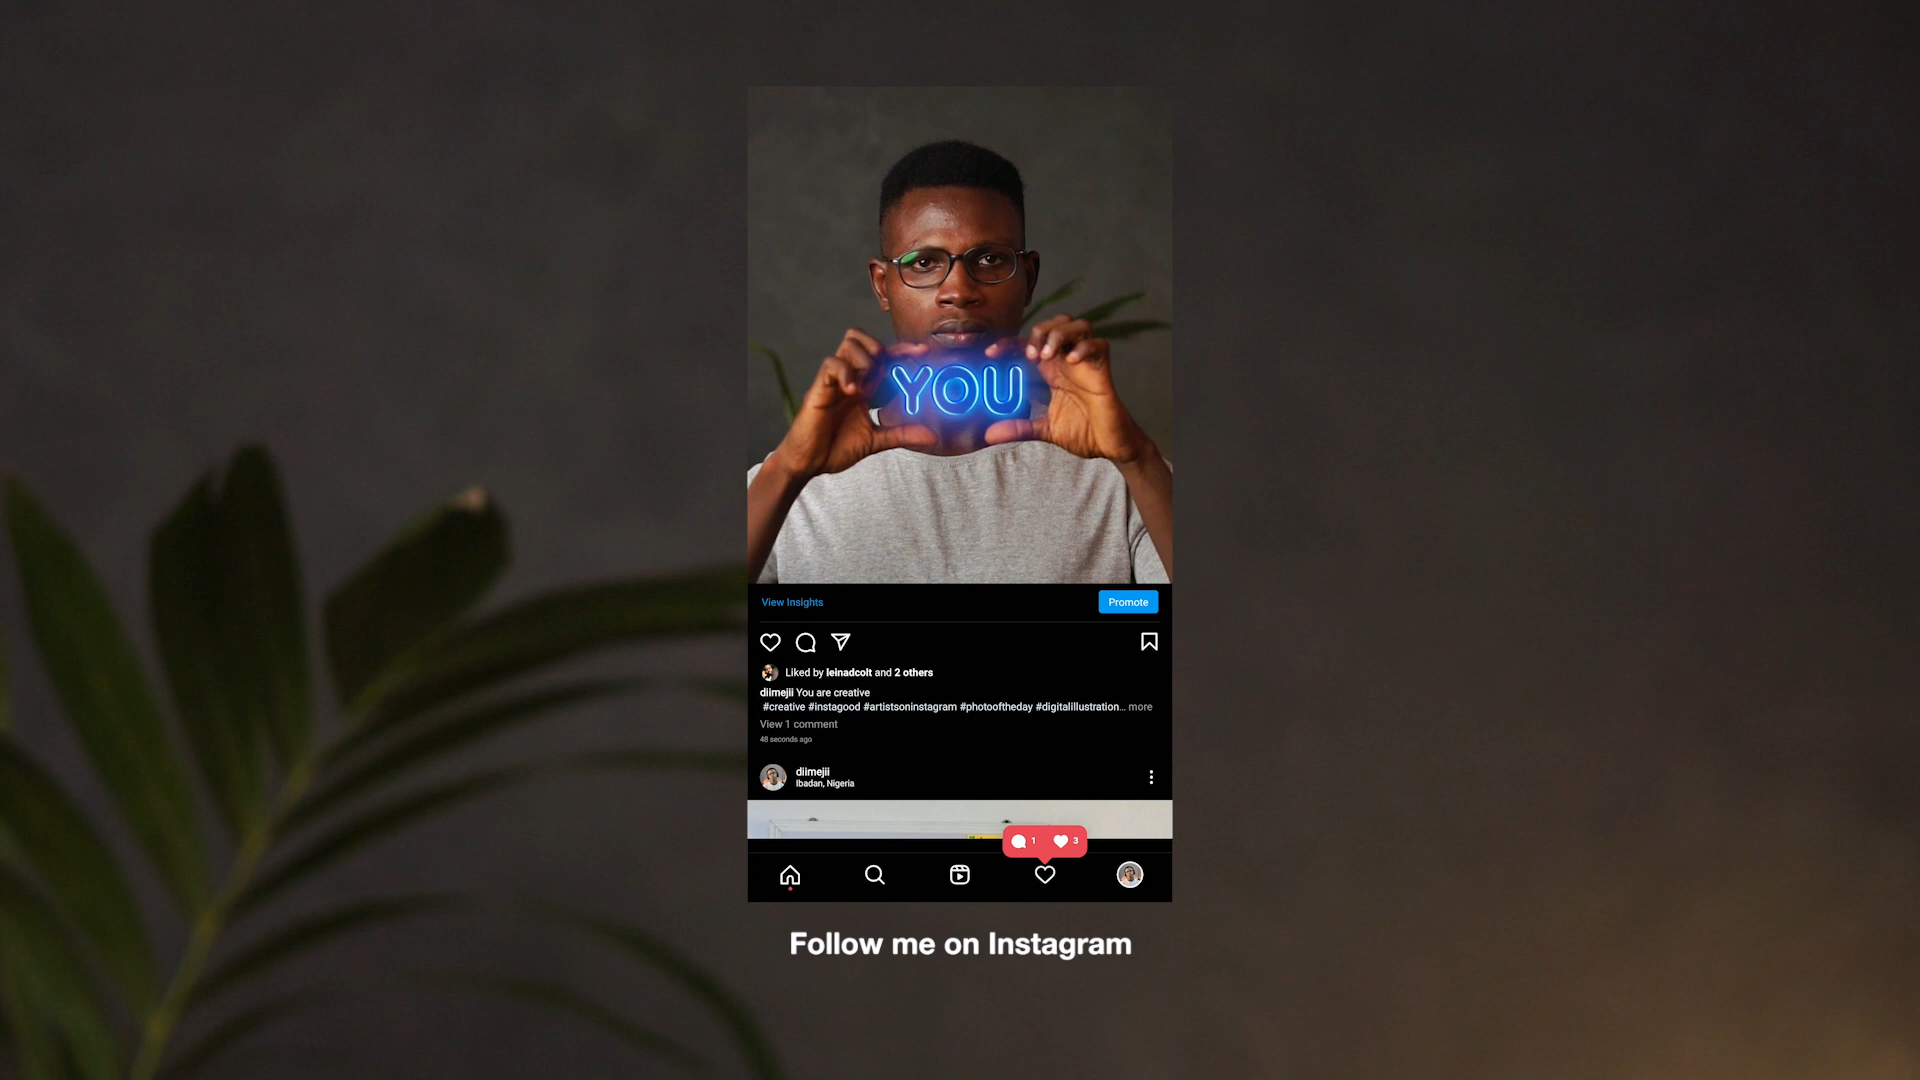 YOU
View Insights
Promote
Liked by leinadcolt and 2 others
diimejii You are creative
#creative #instagood #artistsoninstagram #photooftheday #digitalillustration... more
View 1 comment
48 seconds ago
diimejii
Ibadan, Nigeria
1 3
Follow me on Instagram